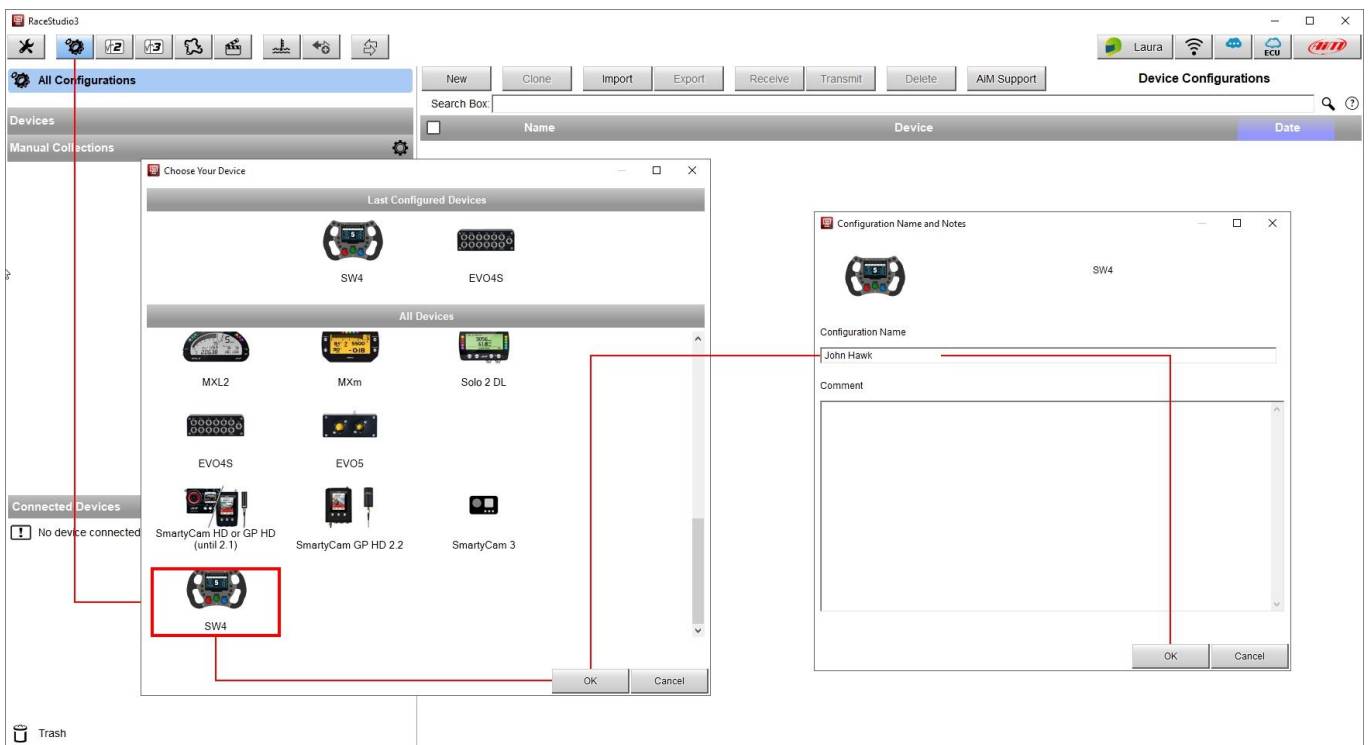 RaceStudio3
Laura
ECU
All Configurations
New Clone Import Export Receive Transmit Delete AiM Support Device Configurations
Search Box:
Devices
Name Device Date
Manual Collections
Choose Your Device
Last Configured Devices
SW4 EVO4S
All Devices
MXL2 MXm Solo 2 DL
EVO4S EVO5
SmartyCam HD or GP HD
(until 2.1)
SmartyCam GP HD 2.2 SmartyCam 3
SW4
OK Cancel
Configuration Name and Notes
SW4
Configuration Name
John Hawk
Comment
OK Cancel
Connected Devices
No device connected
Trash